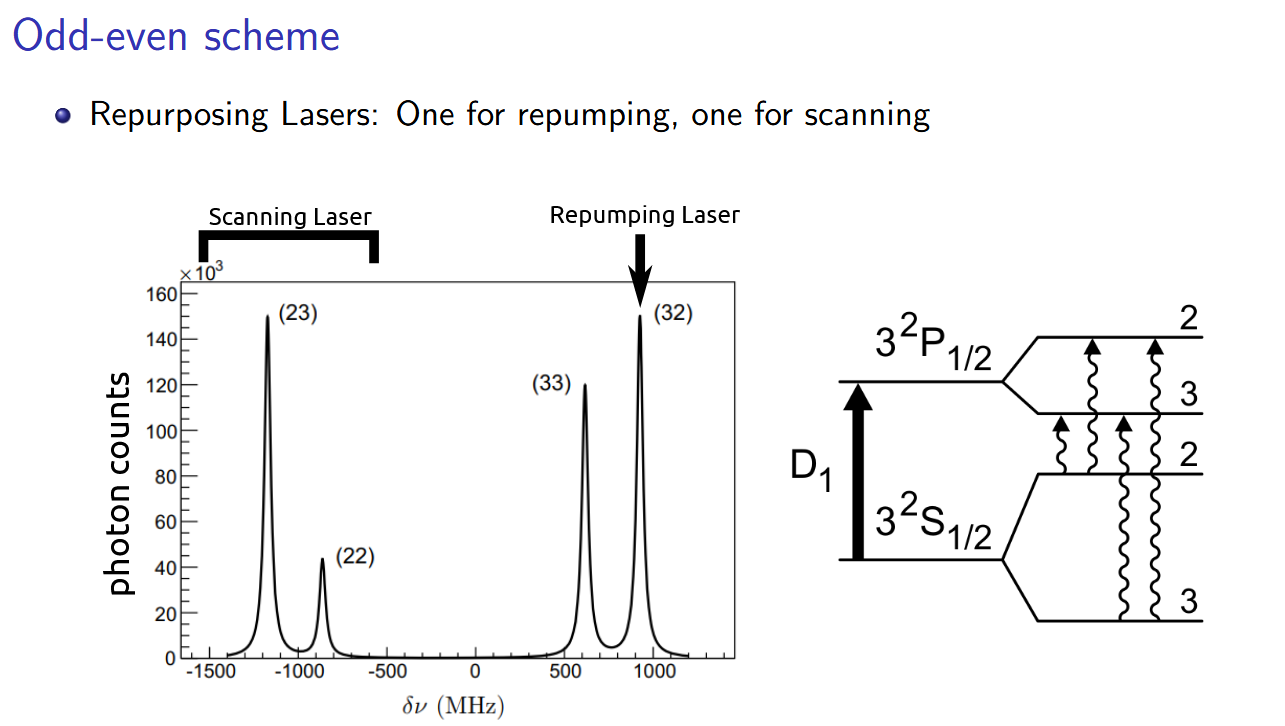 Odd-even scheme
Repurposing Lasers: One for repumping, one for scanning
Scanning Laser
Repumping Laser
×10³
160
140
120
100
80
60
40
20
0
photon counts
(23)
(22)
(33)
(32)
-1500 -1000 -500 0 500 1000
δν (MHz)
D₁
3²P₁/₂
3²S₁/₂
2
3
2
3